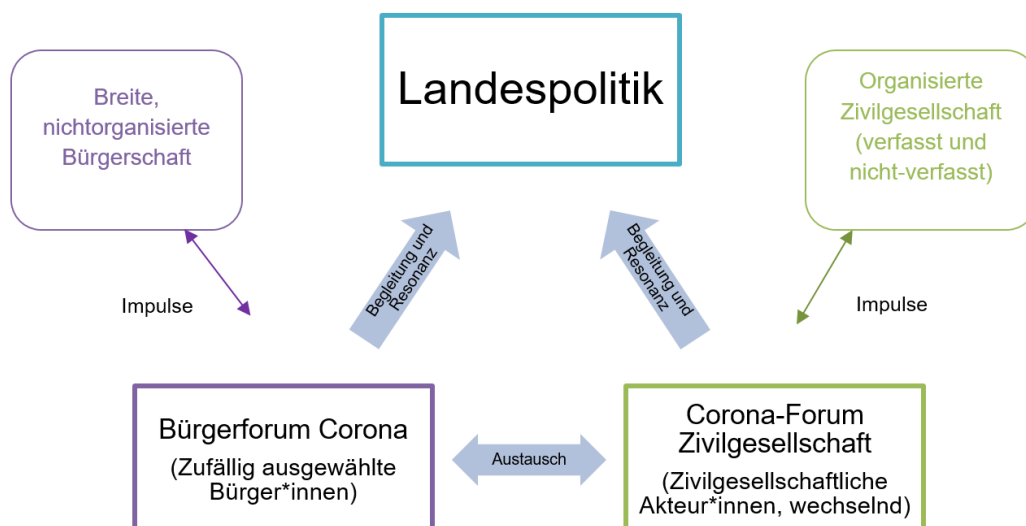 Landespolitik
Breite,
nichtorganisierte
Bürgerschaft
Organisierte
Zivilgesellschaft
(verfasst und
nicht-verfasst)
Begleitung und
Resonanz
Begleitung und
Resonanz
Impulse
Impulse
Bürgerforum Corona
(Zufällig ausgewählte
Bürger*innen)
Austausch
Corona-Forum
Zivilgesellschaft
(Zivilgesellschaftliche
Akteur*innen, wechselnd)